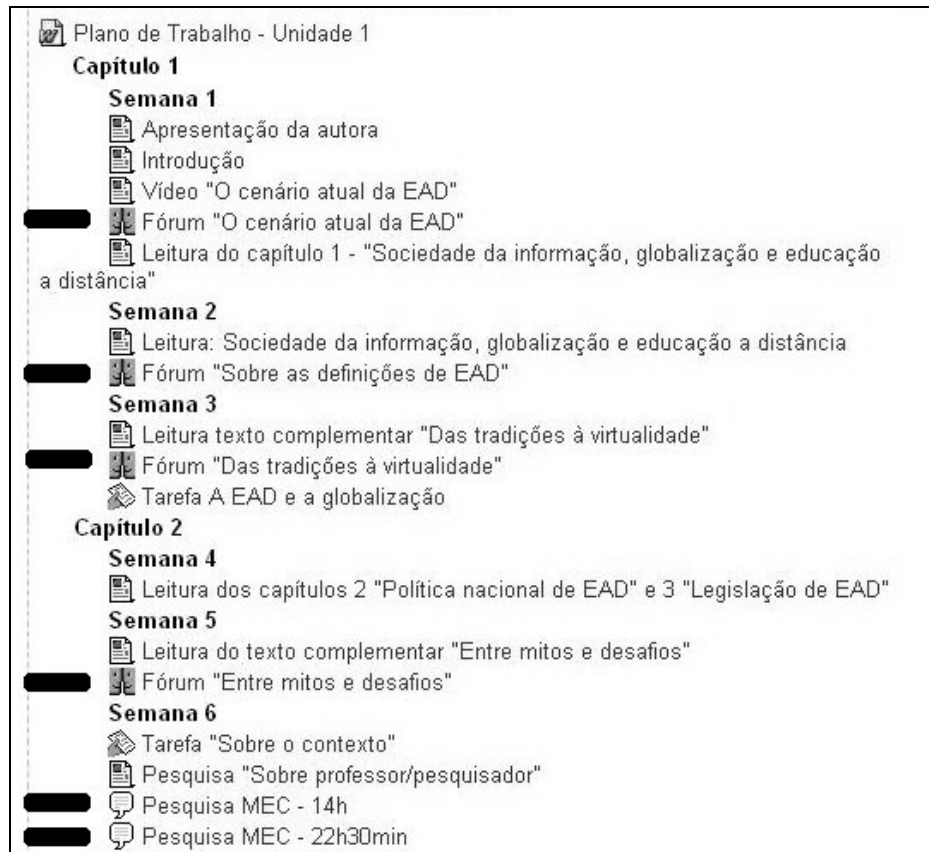 Plano de Trabalho - Unidade 1
Capítulo 1
Semana 1
Apresentação da autora
Introdução
Vídeo "O cenário atual da EAD"
Fórum "O cenário atual da EAD"
Leitura do capítulo 1 - "Sociedade da informação, globalização e educação
a distância"
Semana 2
Leitura: Sociedade da informação, globalização e educação a distância
Fórum "Sobre as definições de EAD"
Semana 3
Leitura texto complementar "Das tradições à virtualidade"
Fórum "Das tradições à virtualidade"
Tarefa A EAD e a globalização
Capítulo 2
Semana 4
Leitura dos capítulos 2 "Política nacional de EAD" e 3 "Legislação de EAD"
Semana 5
Leitura do texto complementar "Entre mitos e desafios"
Fórum "Entre mitos e desafios"
Semana 6
Tarefa "Sobre o contexto"
Pesquisa "Sobre professor/pesquisador"
Pesquisa MEC - 14h
Pesquisa MEC - 22h30min